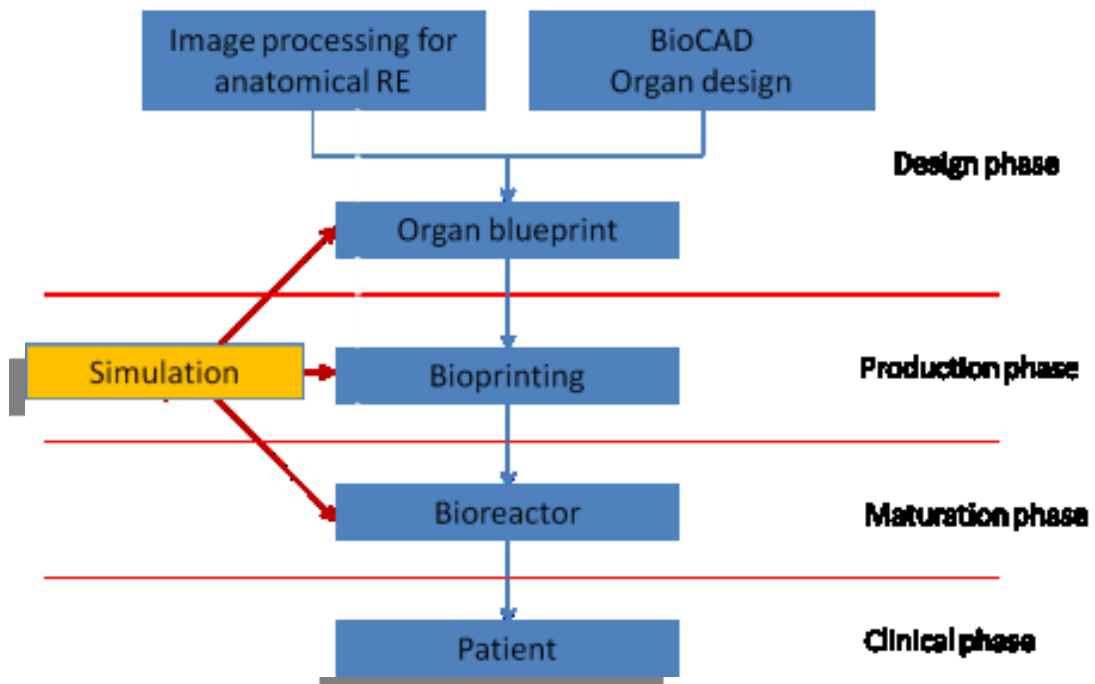 Image processing for
anatomical RE
BioCAD
Organ design
Design phase
Organ blueprint
Simulation
Bioprinting
Production phase
Bioreactor
Maturation phase
Patient
Clinical phase